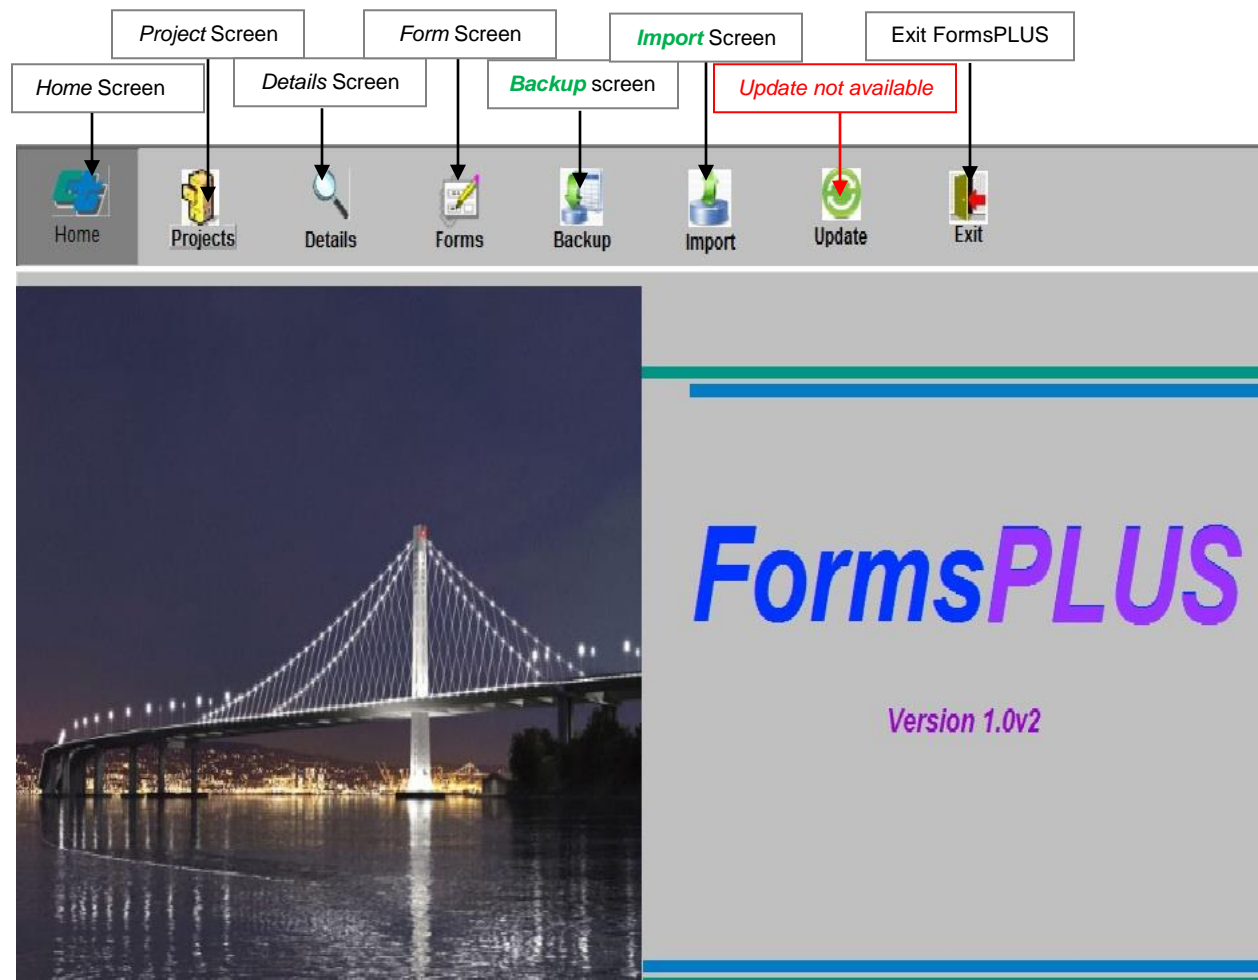 Project Screen
Form Screen
Import Screen
Exit FormsPLUS
Home Screen
Details Screen
Backup screen
Update not available
Home
Projects
Details
Forms
Backup
Import
Update
Exit
FormsPLUS
Version 1.0v2